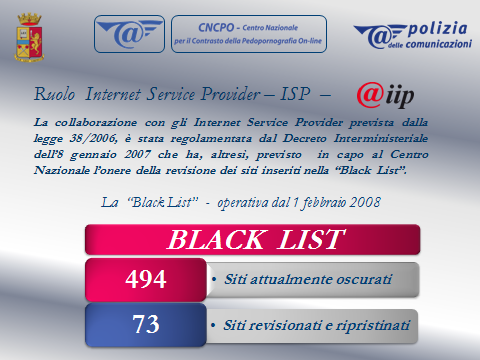 CNCPO - Centro Nazionale
per il Contrasto della Pedopornografia On-line
polizia
delle comunicazioni
Ruolo Internet Service Provider – ISP –
@iip
La collaborazione con gli Internet Service Provider prevista dalla
legge 38/2006, è stata regolamentata dal Decreto Interministeriale
dell'8 gennaio 2007 che ha, altresì, previsto in capo al Centro
Nazionale l'onere della revisione dei siti inseriti nella “Black List”.
La “Black List” - operativa dal 1 febbraio 2008
BLACK LIST
494
• Siti attualmente oscurati
73
• Siti revisionati e ripristinati